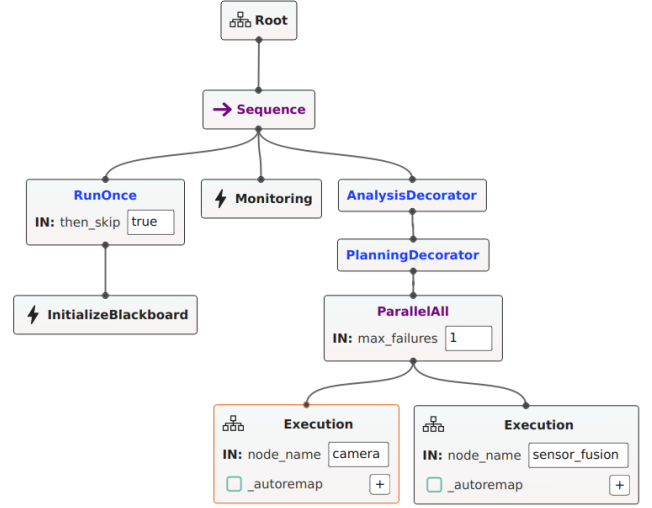 Root
Sequence
RunOnce
IN: then_skip true
Monitoring
AnalysisDecorator
PlanningDecorator
InitializeBlackboard
ParallelAll
IN: max_failures 1
Execution
IN: node_name camera
_autoremap +
Execution
IN: node_name sensor_fusion
_autoremap +